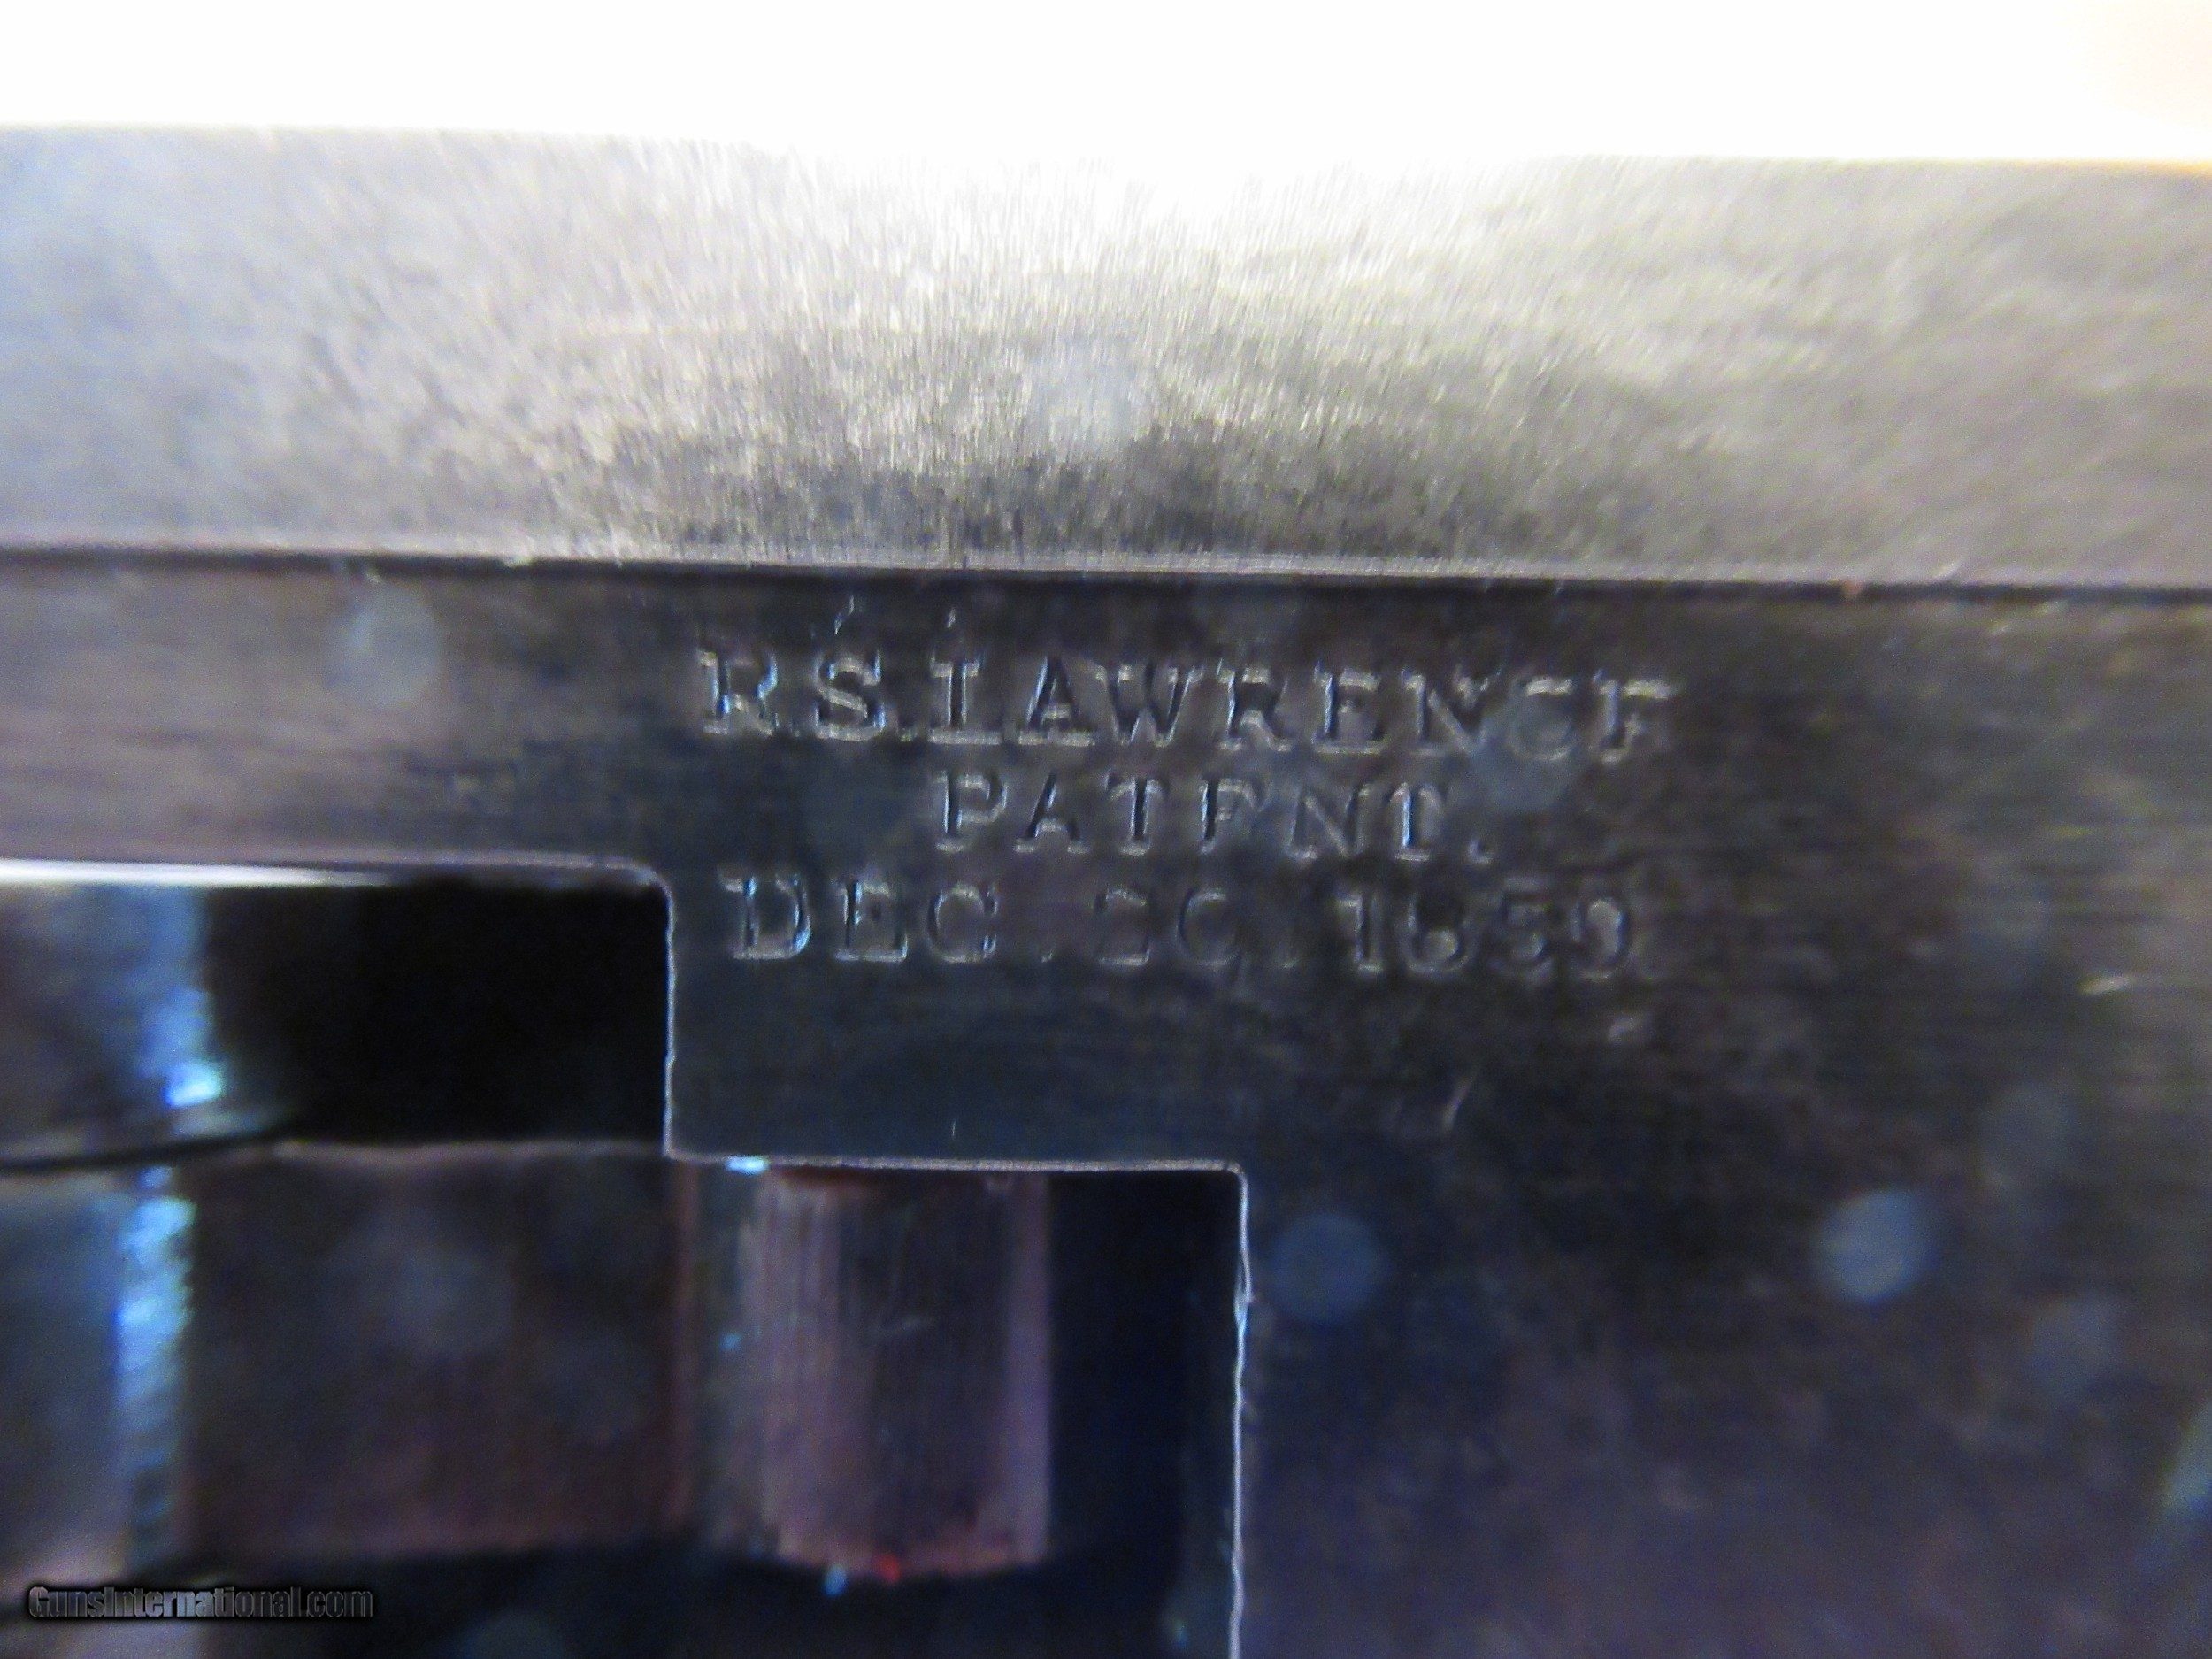 R.S. LAWRENCE
PATENT.
DEC. 20. 1859.
GunsInternational.com